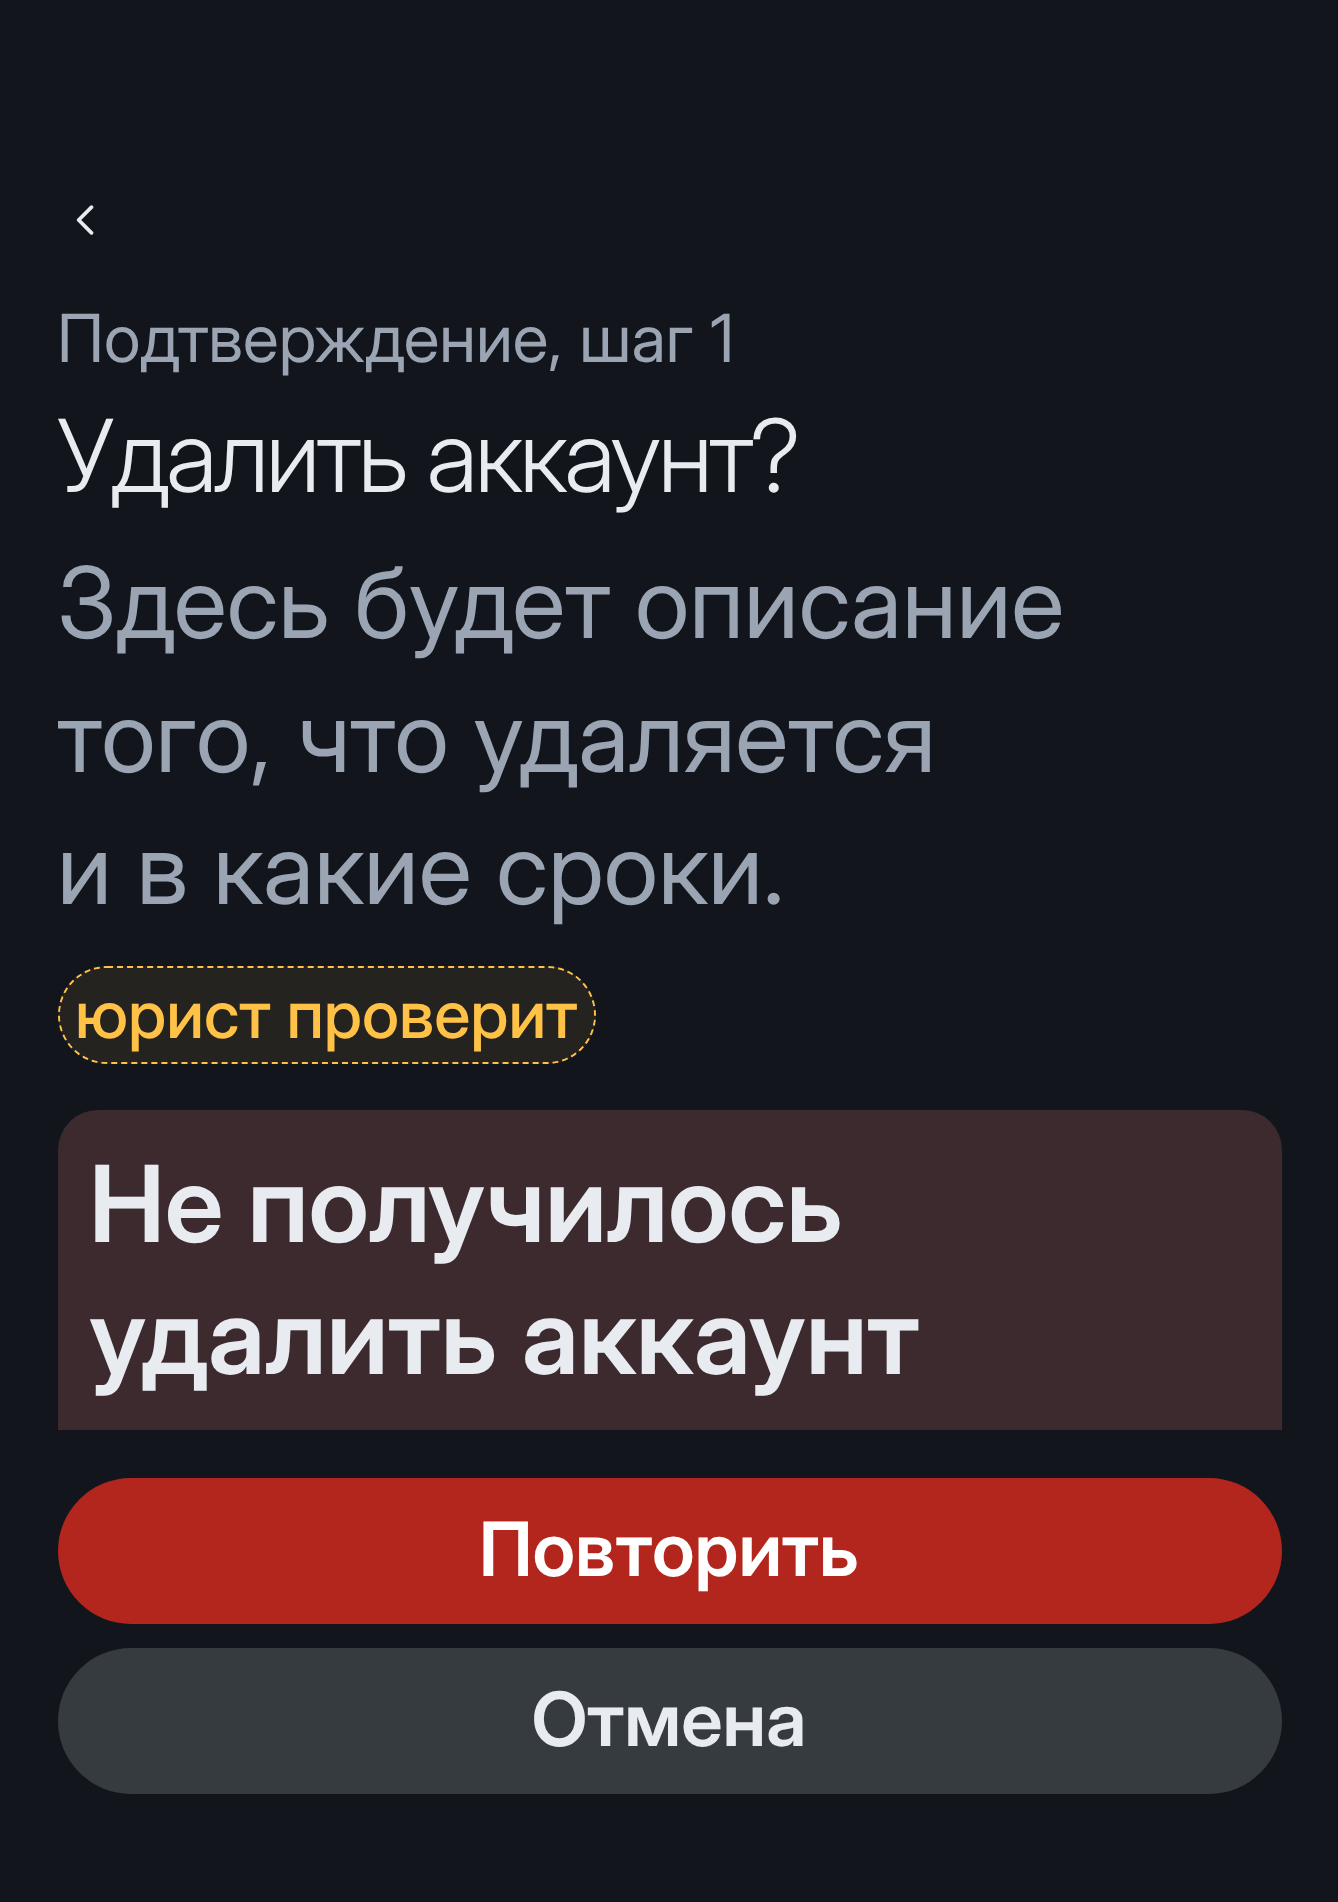 Подтверждение, шаг 1
Удалить аккаунт?
Здесь будет описание
того, что удаляется
и в какие сроки.
юрист проверит
Не получилось
удалить аккаунт
Повторить
Отмена